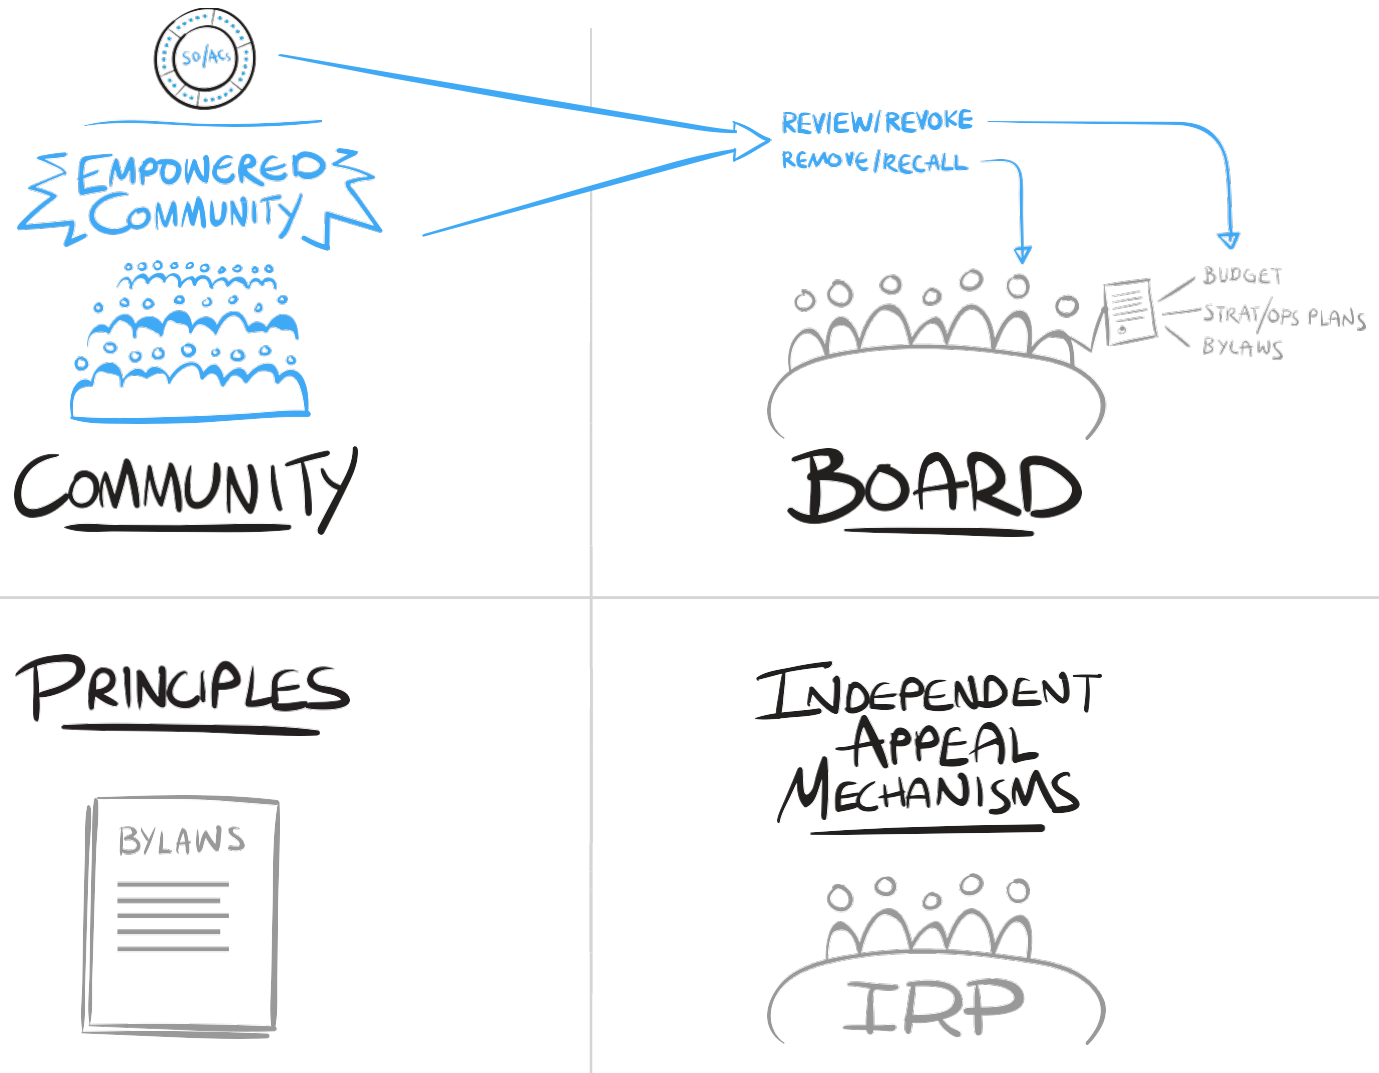 SO/ACs
EMPOWERED
COMMUNITY
COMMUNITY
REVIEW/REVOKE
REMOVE/RECALL
BUDGET
STRAT/OPS PLANS
BYLAWS
BOARD
PRINCIPLES
BYLAWS
INDEPENDENT
APPEAL
MECHANISMS
IRP